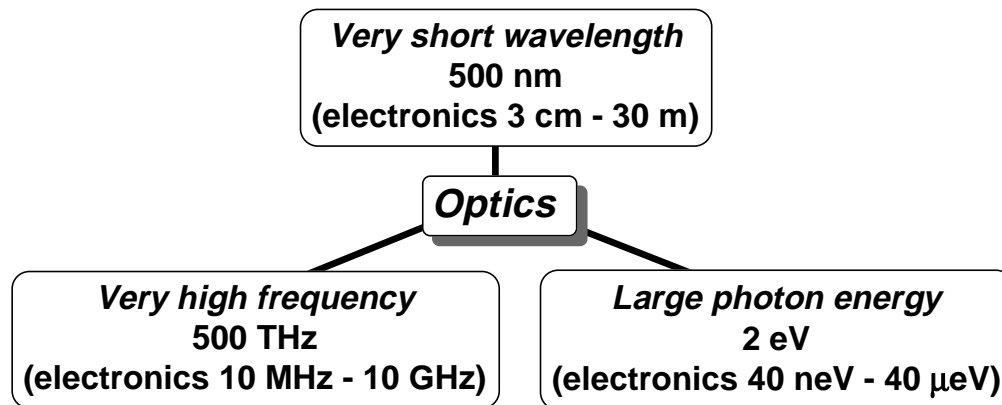 Very short wavelength
500 nm
(electronics 3 cm - 30 m)
Optics
Very high frequency
500 THz
(electronics 10 MHz - 10 GHz)
Large photon energy
2 eV
(electronics 40 neV - 40 μeV)